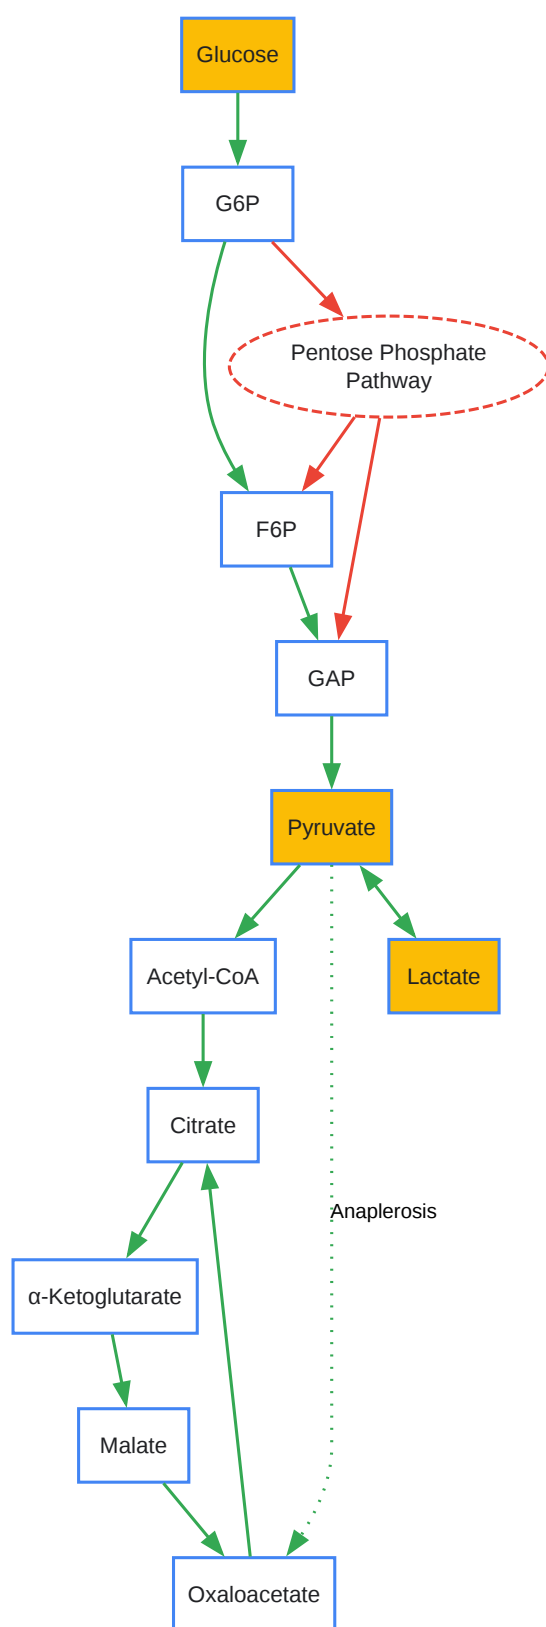 Glucose
G6P
Pentose Phosphate
Pathway
F6P
GAP
Pyruvate
Acetyl-CoA
Lactate
Citrate
Anaplerosis
α-Ketoglutarate
Malate
Oxaloacetate